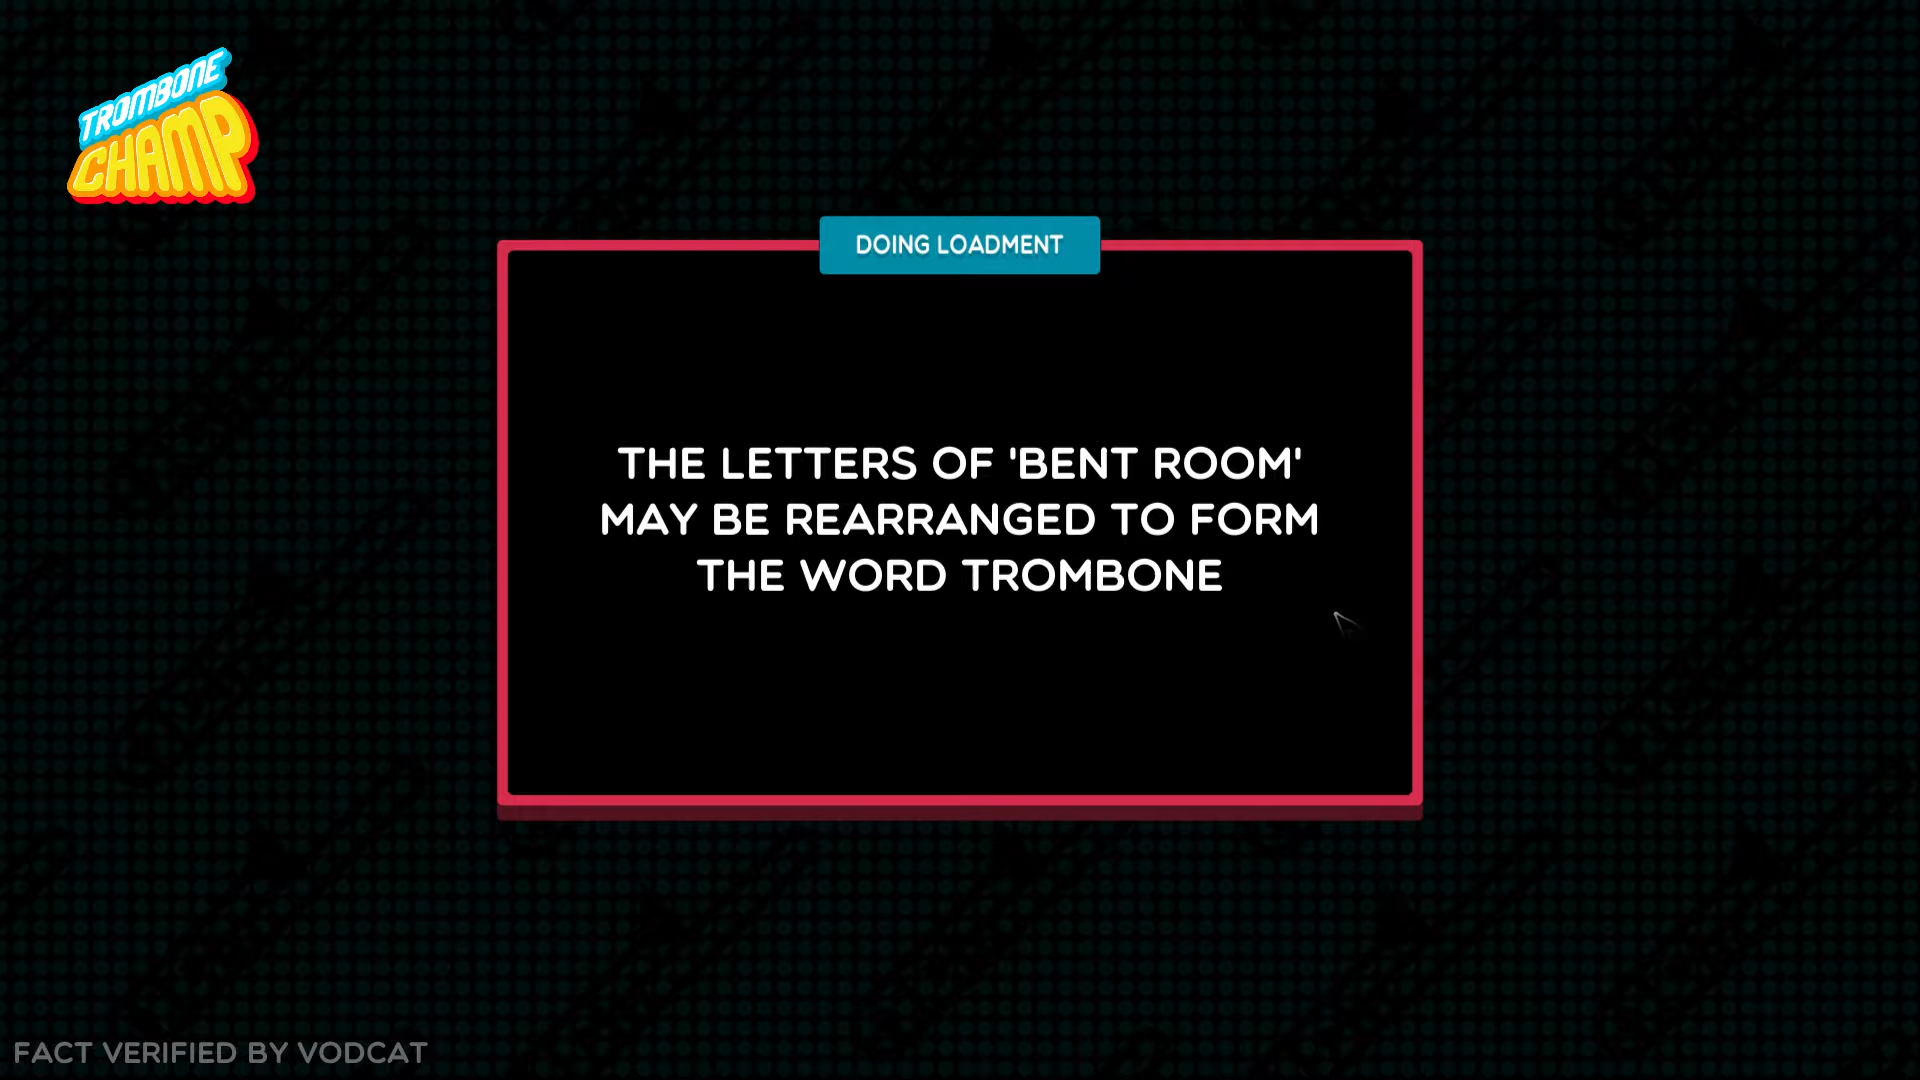 TROMBONE
CHAMP
DOING LOADMENT
THE LETTERS OF 'BENT ROOM'
MAY BE REARRANGED TO FORM
THE WORD TROMBONE
FACT VERIFIED BY VODCAT